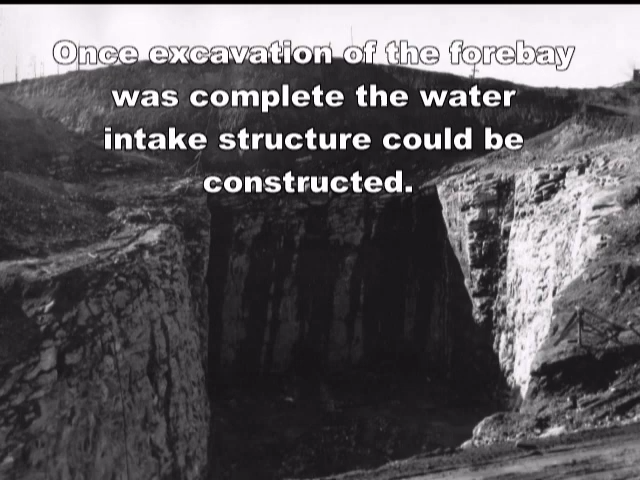 Once excavation of the forebay
was complete the water
intake structure could be
constructed.